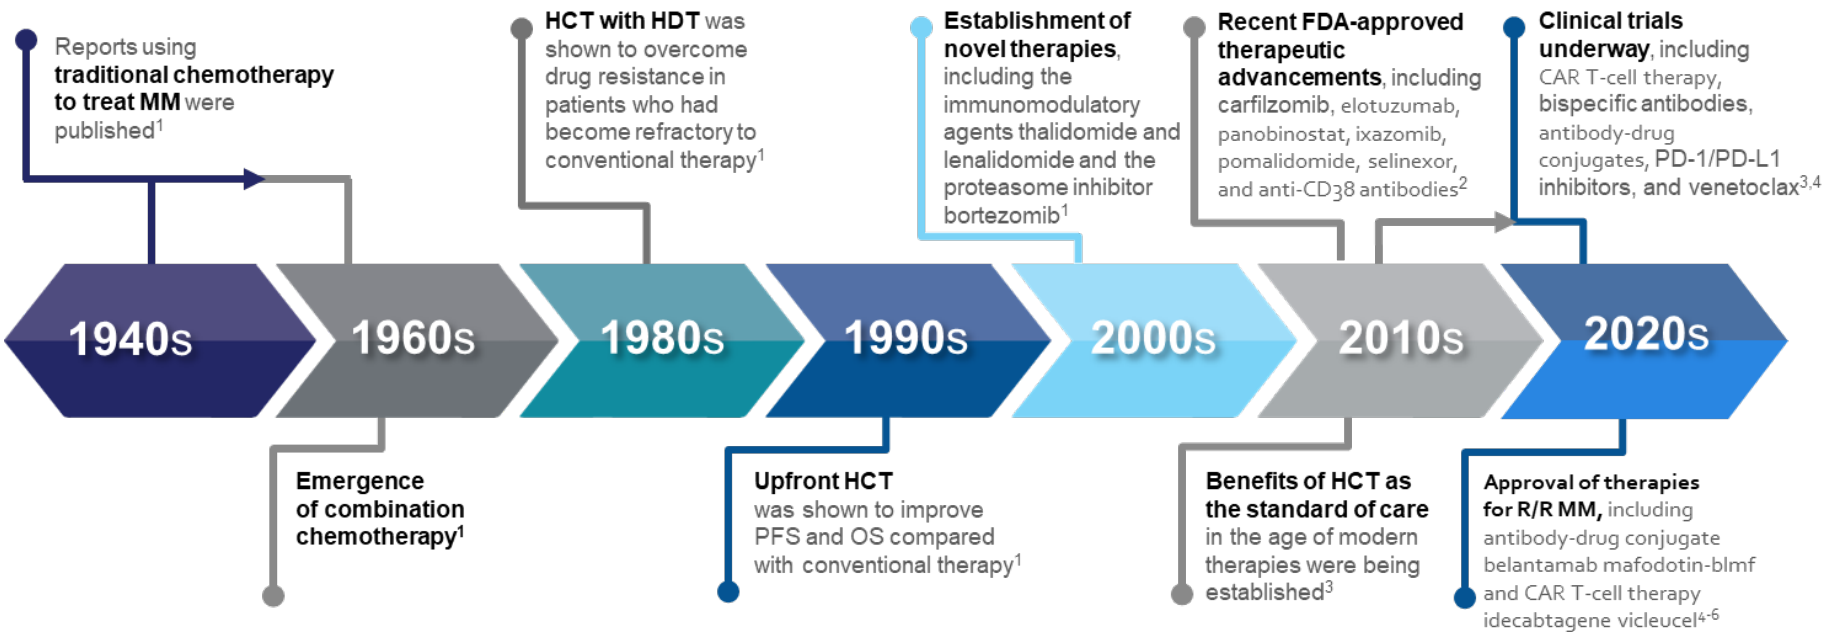 Reports using
traditional chemotherapy
to treat MM were
published1
HCT with HDT was
shown to overcome
drug resistance in
patients who had
become refractory to
conventional therapy1
Establishment of
novel therapies,
including the
immunomodulatory
agents thalidomide and
lenalidomide and the
proteasome inhibitor
bortezomib1
Recent FDA-approved
therapeutic
advancements, including
carfilzomib, elotuzumab,
panobinostat, ixazomib,
pomalidomide, selinexor,
and anti-CD38 antibodies2
Clinical trials
underway, including
CAR T-cell therapy,
bispecific antibodies,
antibody-drug
conjugates, PD-1/PD-L1
inhibitors, and venetoclax3,4
1940s
1960s
1980s
1990s
2000s
2010s
2020s
Emergence
of combination
chemotherapy1
Upfront HCT
was shown to improve
PFS and OS compared
with conventional therapy1
Benefits of HCT as
the standard of care
in the age of modern
therapies were being
established3
Approval of therapies
for R/R MM, including
antibody-drug conjugate
belantamab mafodotin-blmf
and CAR T-cell therapy
idecabtagene vicleucel4-6